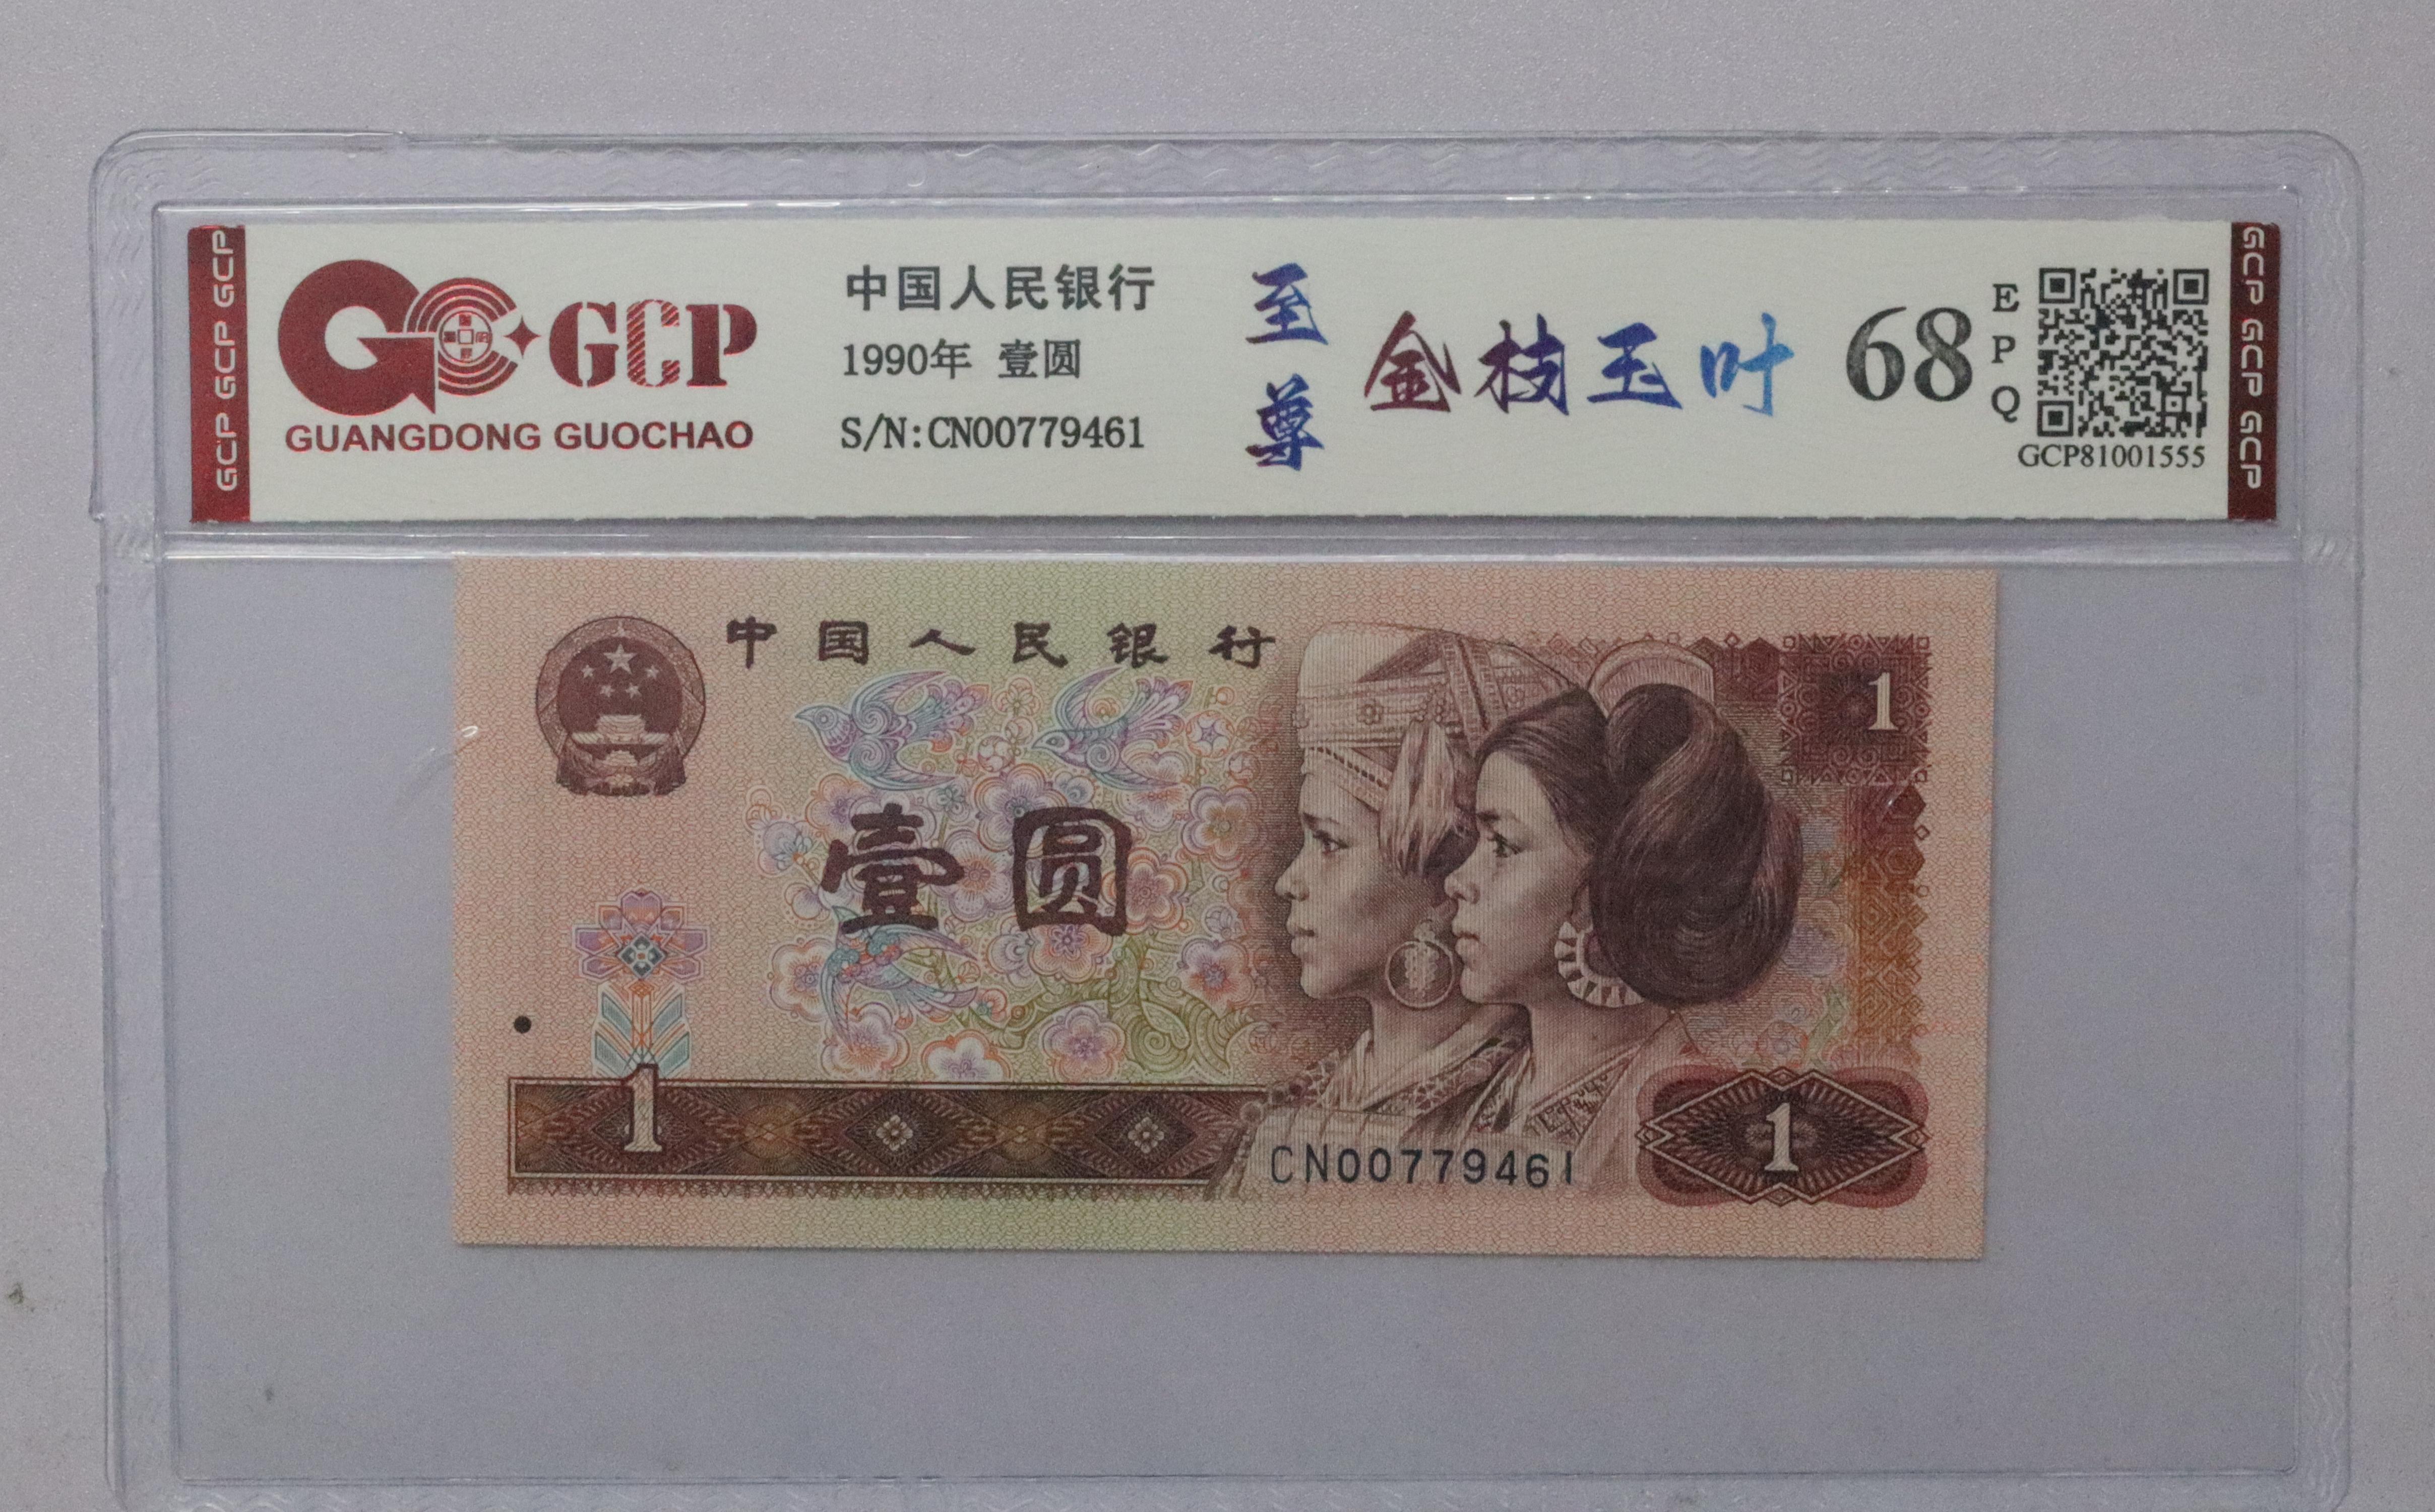 GCP GCP GCP
GCP
GUANGDONG GUOCHAO
中国人民银行
1990年 壹圆
S/N:CN00779461
至尊
金枝玉叶
68
EPQ
GCP81001555
GCP GCP GCP
中国人民银行
1
壹圆
1
CN00779461
1